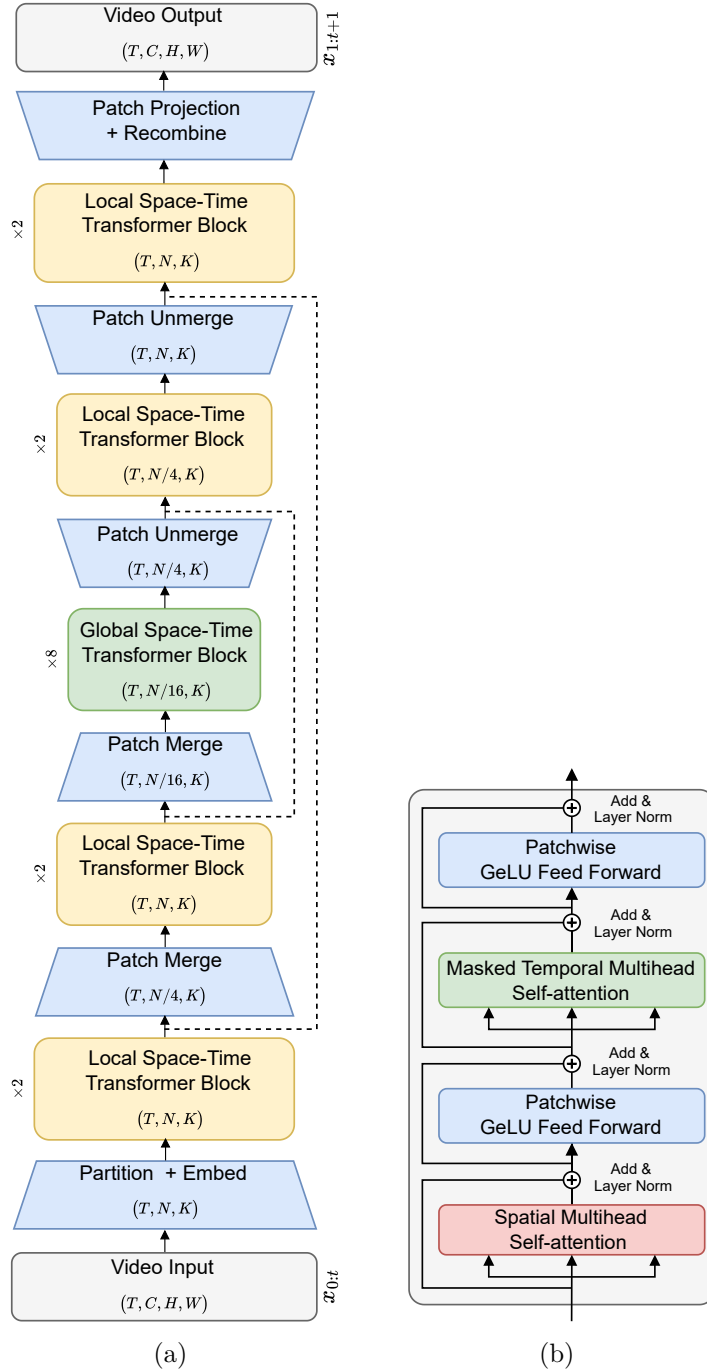 Video Output
(T, C, H, W)
x1:t+1
Patch Projection
+ Recombine
×2
Local Space-Time
Transformer Block
(T, N, K)
Patch Unmerge
(T, N, K)
×2
Local Space-Time
Transformer Block
(T, N/4, K)
Patch Unmerge
(T, N/4, K)
×8
Global Space-Time
Transformer Block
(T, N/16, K)
Patch Merge
(T, N/16, K)
×2
Local Space-Time
Transformer Block
(T, N, K)
Patch Merge
(T, N/4, K)
×2
Local Space-Time
Transformer Block
(T, N, K)
Partition + Embed
(T, N, K)
Video Input
(T, C, H, W)
x0:t
(a)
Add &
Layer Norm
Patchwise
GeLU Feed Forward
Add &
Layer Norm
Masked Temporal Multihead
Self-attention
Add &
Layer Norm
Patchwise
GeLU Feed Forward
Add &
Layer Norm
Spatial Multihead
Self-attention
(b)